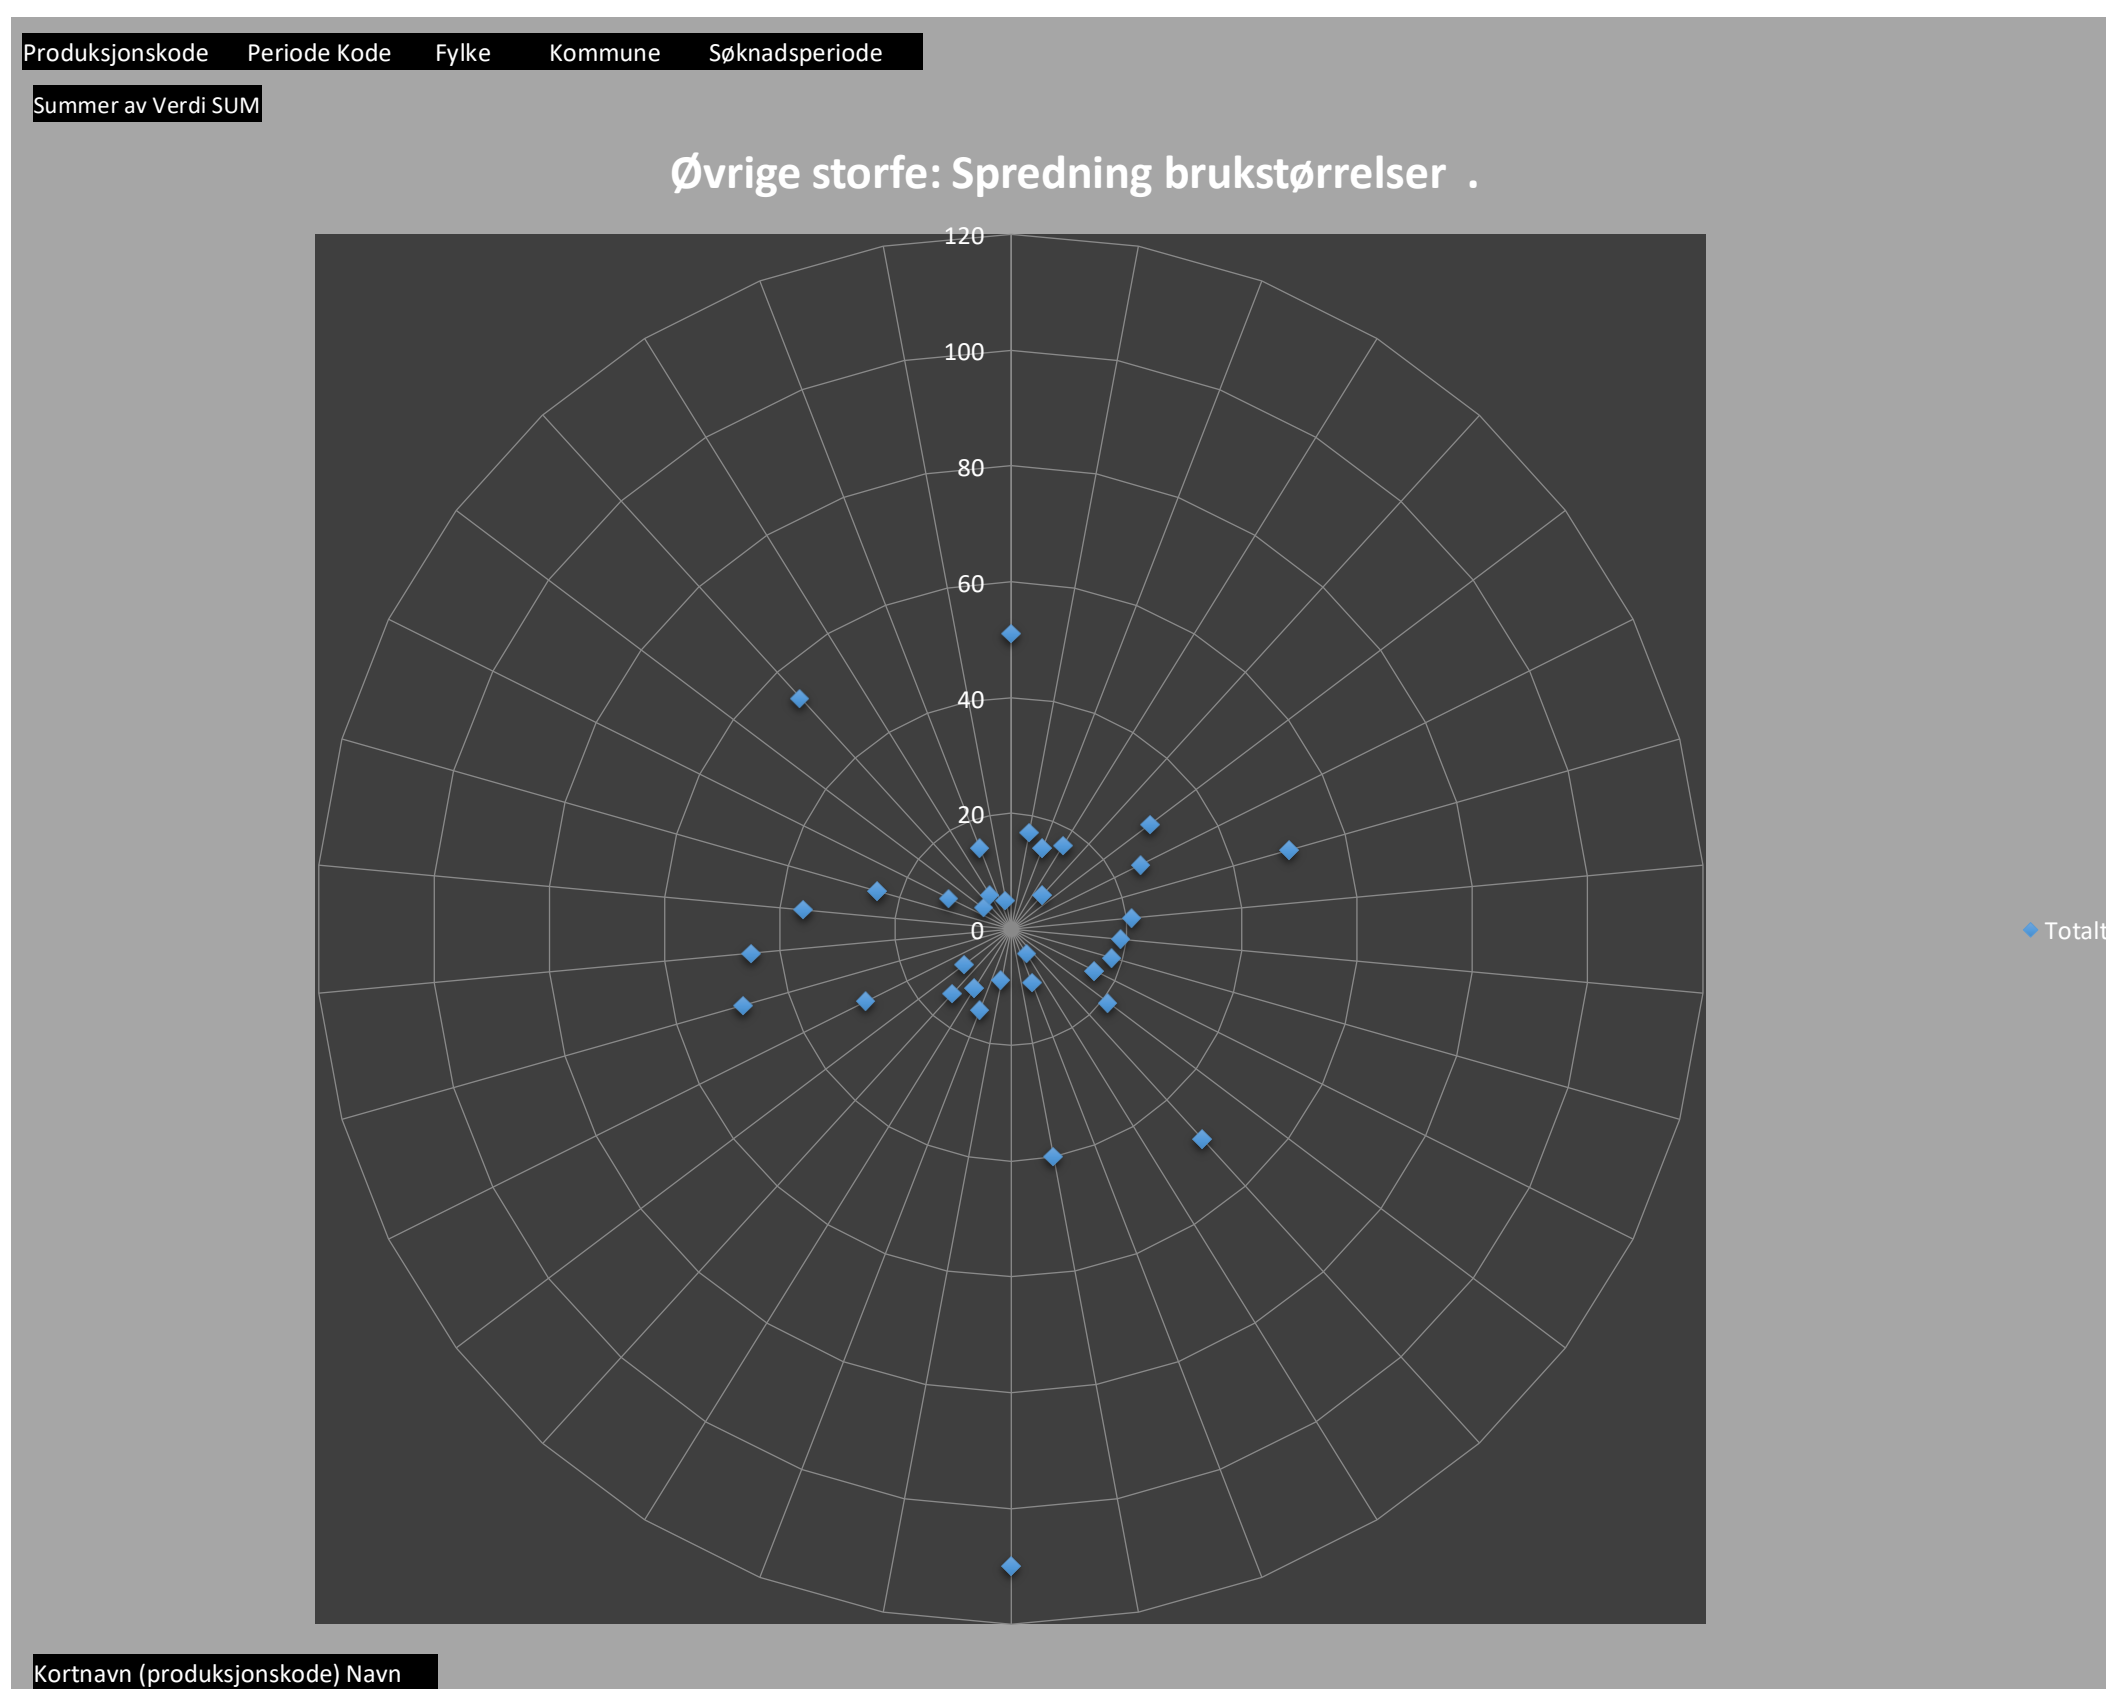 Produksjonskode Periode Kode Fylke Kommune Søknadsperiode
Summer av Verdi SUM
Øvrige storfe: Spredning brukstørrelser .
120
100
80
60
40
20
0
Totalt
Kortnavn (produksjonskode) Navn